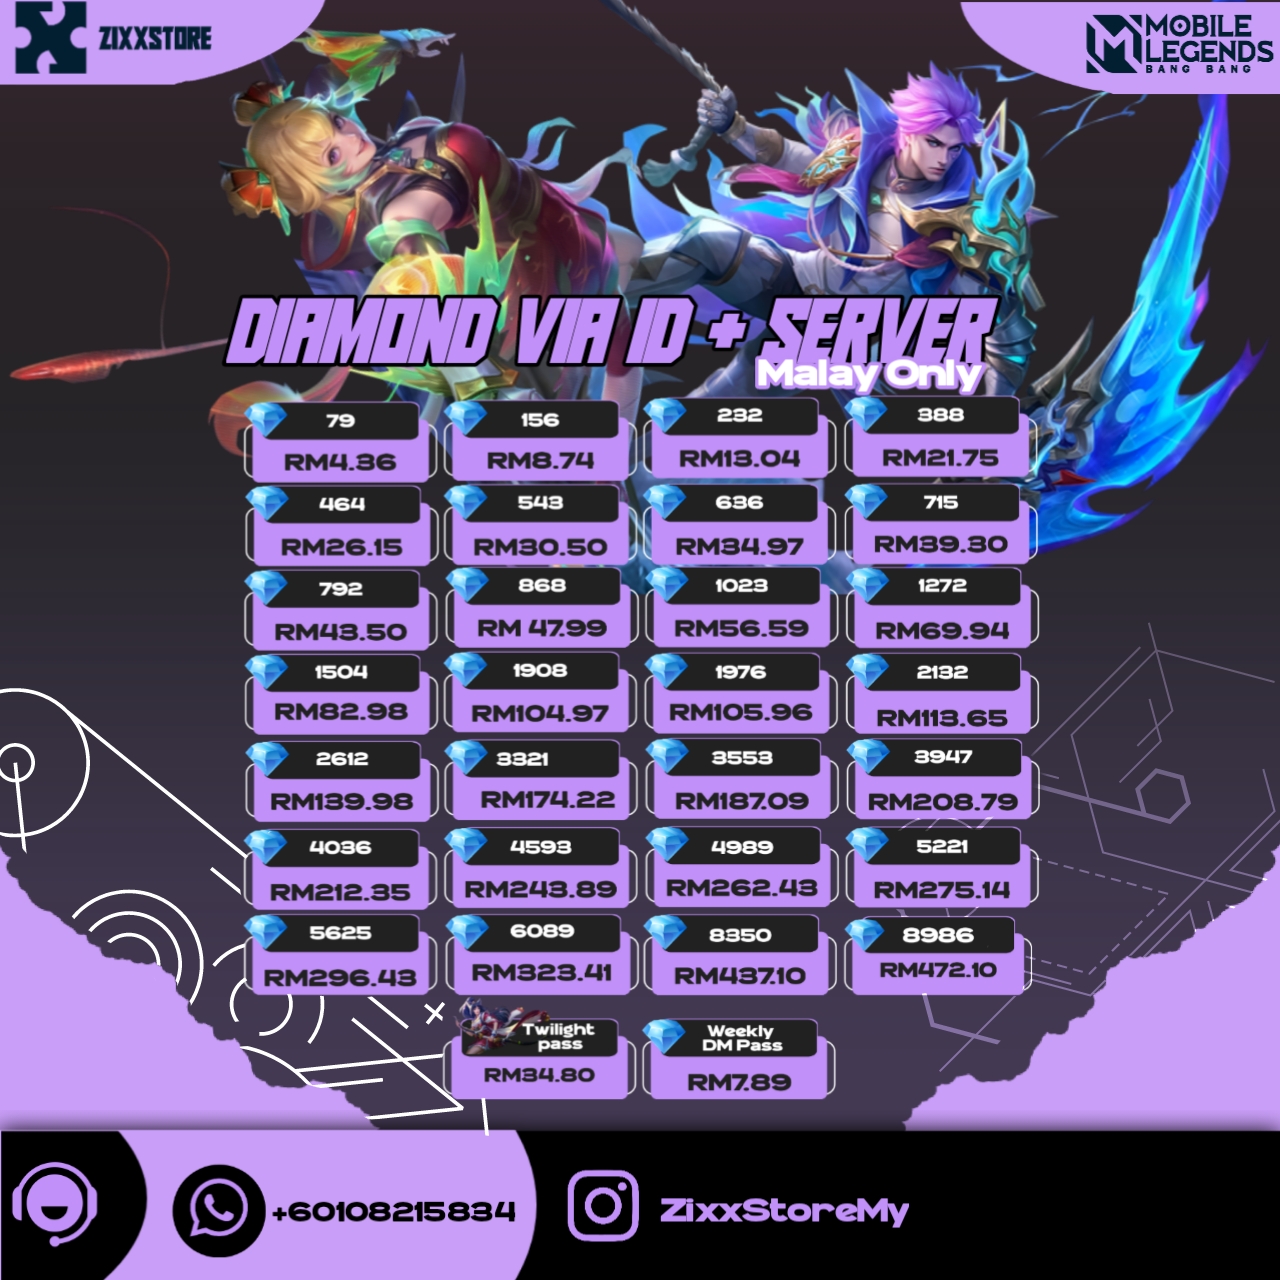 ZIXXSTORE
MOBILE
LEGENDS
BANG BANG
DIAMOND VIA ID + SERVER
Malay Only
79
156
232
388
RM4.36
RM8.74
RM13.04
RM21.75
464
543
636
715
RM26.15
RM30.50
RM34.97
RM39.30
792
868
1023
1272
RM43.50
RM 47.99
RM56.59
RM69.94
1504
1908
1976
2132
RM82.98
RM104.97
RM105.96
RM113.65
2612
3321
3553
3947
RM139.98
RM174.22
RM187.09
RM208.79
4036
4593
4989
5221
RM212.35
RM243.89
RM262.43
RM275.14
5625
6089
8350
8986
RM296.43
RM323.41
RM437.10
RM472.10
Twilight
pass
Weekly
DM Pass
RM34.80
RM7.89
+60108215834
ZixxStoreMy